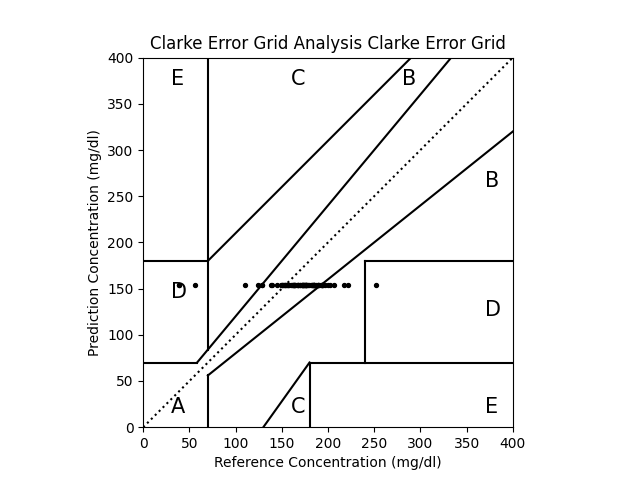 Clarke Error Grid Analysis Clarke Error Grid
400
E
C
B
350
300
B
250
200
D
150
D
100
50
A
C
E
0
0
50
100
150
200
250
300
350
400
Prediction Concentration (mg/dl)
Reference Concentration (mg/dl)